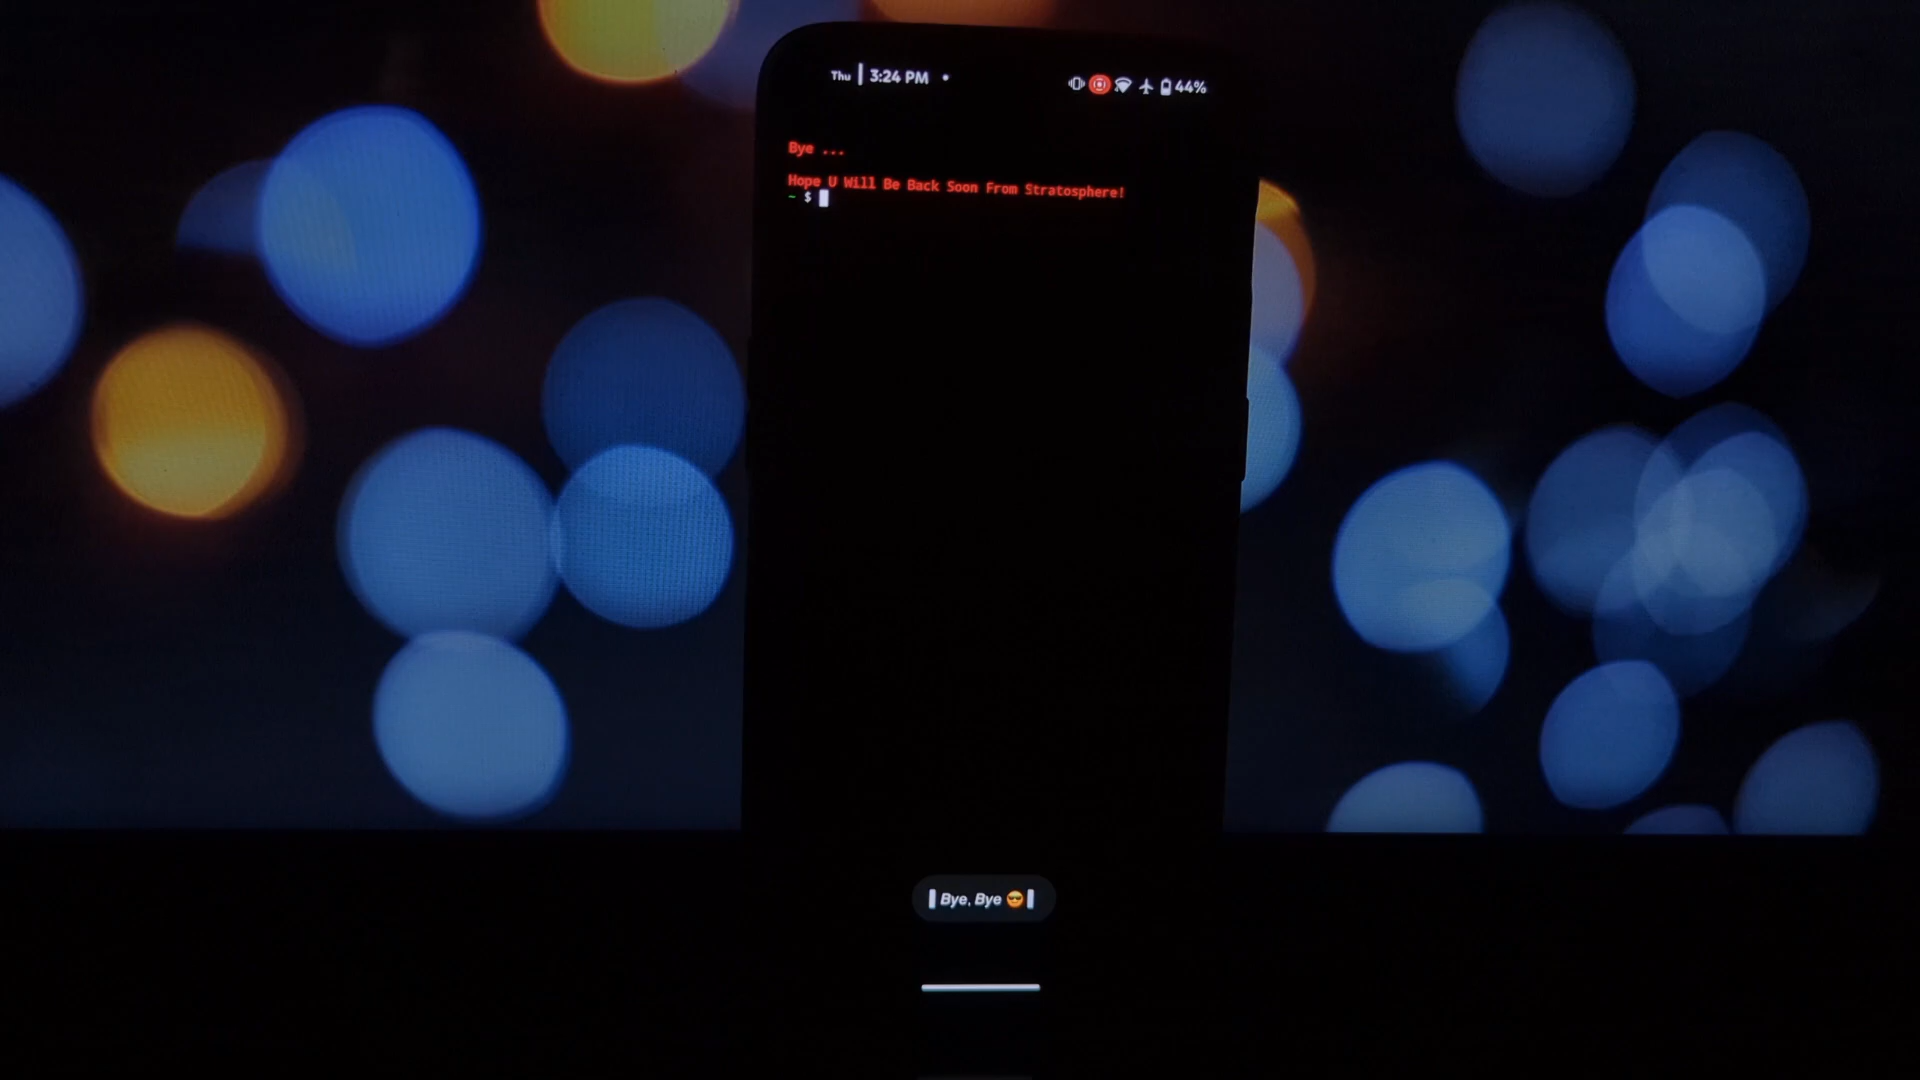 Thu | 3:24 PM • 44%
Bye ...
Hope U Will Be Back Soon From Stratosphere!
~ $
Bye, Bye 😎